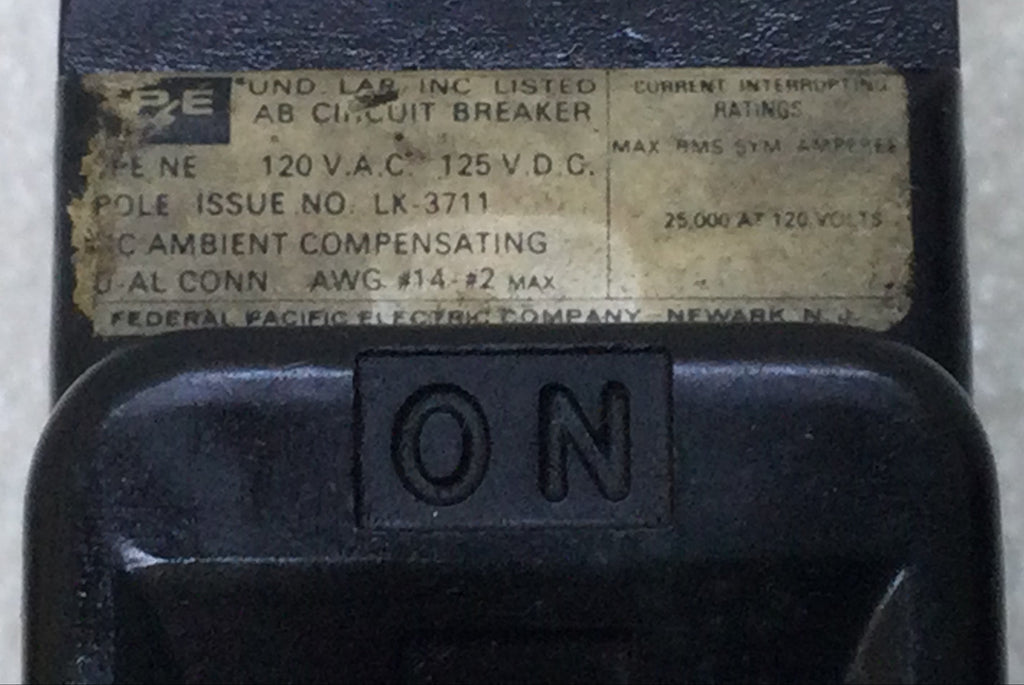 UND. LAB. INC. LISTED
AB CIRCUIT BREAKER
NE 120 V.A.C. 125 V.D.C.
POLE ISSUE NO. LK-3711
AMBIENT COMPENSATING
CONN AWG #14-#2 MAX
CURRENT INTERRUPTING
RATINGS
MAX RMS SYM AMPERES
25,000 AT 120 VOLTS
FEDERAL PACIFIC ELECTRIC COMPANY NEWARK N. J.
ON